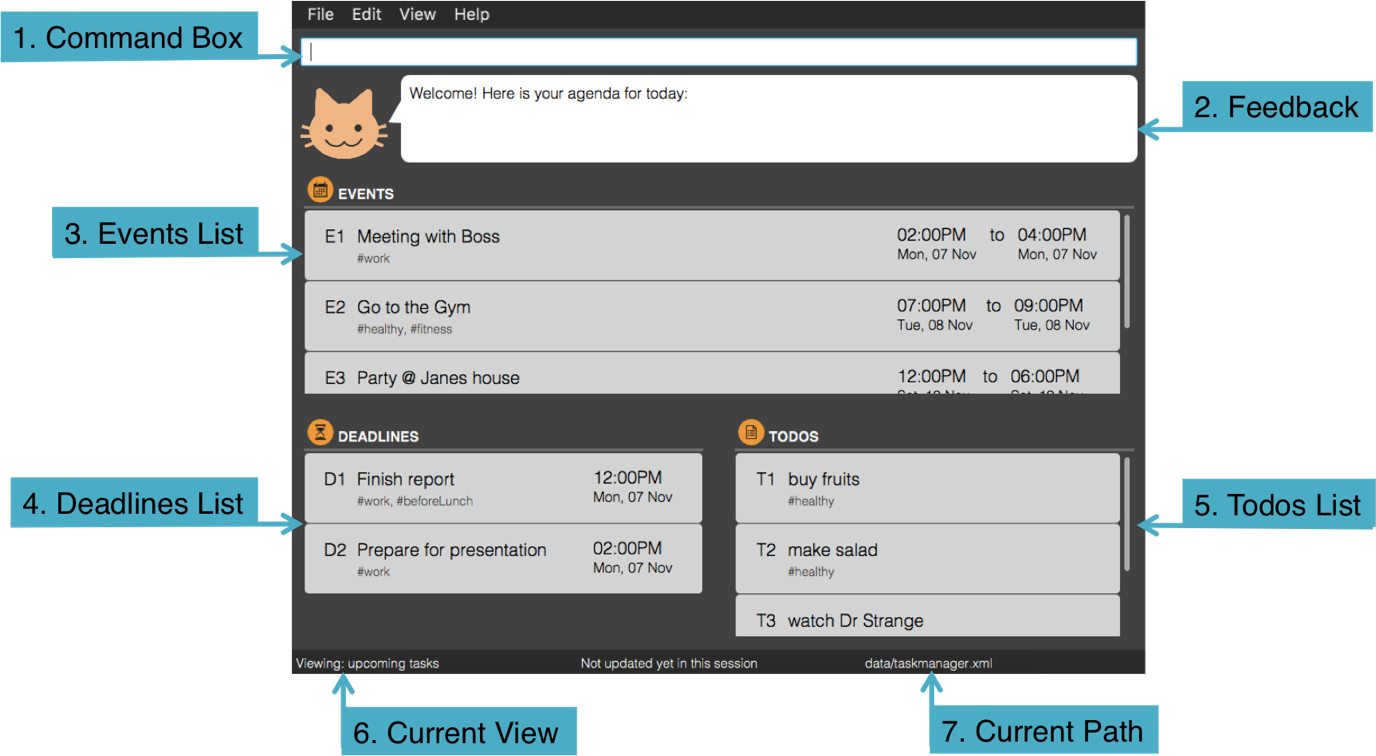 File Edit View Help
1. Command Box
Welcome! Here is your agenda for today:
2. Feedback
EVENTS
3. Events List
E1 Meeting with Boss 02:00PM to 04:00PM
#work Mon, 07 Nov Mon, 07 Nov
E2 Go to the Gym 07:00PM to 09:00PM
#healthy, #fitness Tue, 08 Nov Tue, 08 Nov
E3 Party @ Janes house 12:00PM to 06:00PM
DEADLINES
TODOS
4. Deadlines List
D1 Finish report 12:00PM
#work, #beforeLunch Mon, 07 Nov
D2 Prepare for presentation 02:00PM
#work Mon, 07 Nov
T1 buy fruits
#healthy
T2 make salad
#healthy
T3 watch Dr Strange
5. Todos List
Viewing: upcoming tasks Not updated yet in this session data/taskmanager.xml
6. Current View
7. Current Path